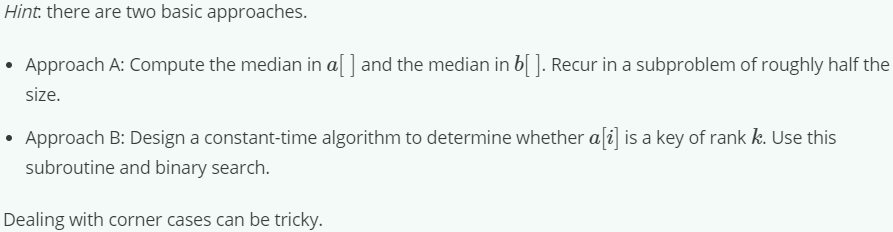 Hint: there are two basic approaches.
• Approach A: Compute the median in a[ ] and the median in b[ ]. Recur in a subproblem of roughly half the
size.
• Approach B: Design a constant-time algorithm to determine whether a[i] is a key of rank k. Use this
subroutine and binary search.
Dealing with corner cases can be tricky.